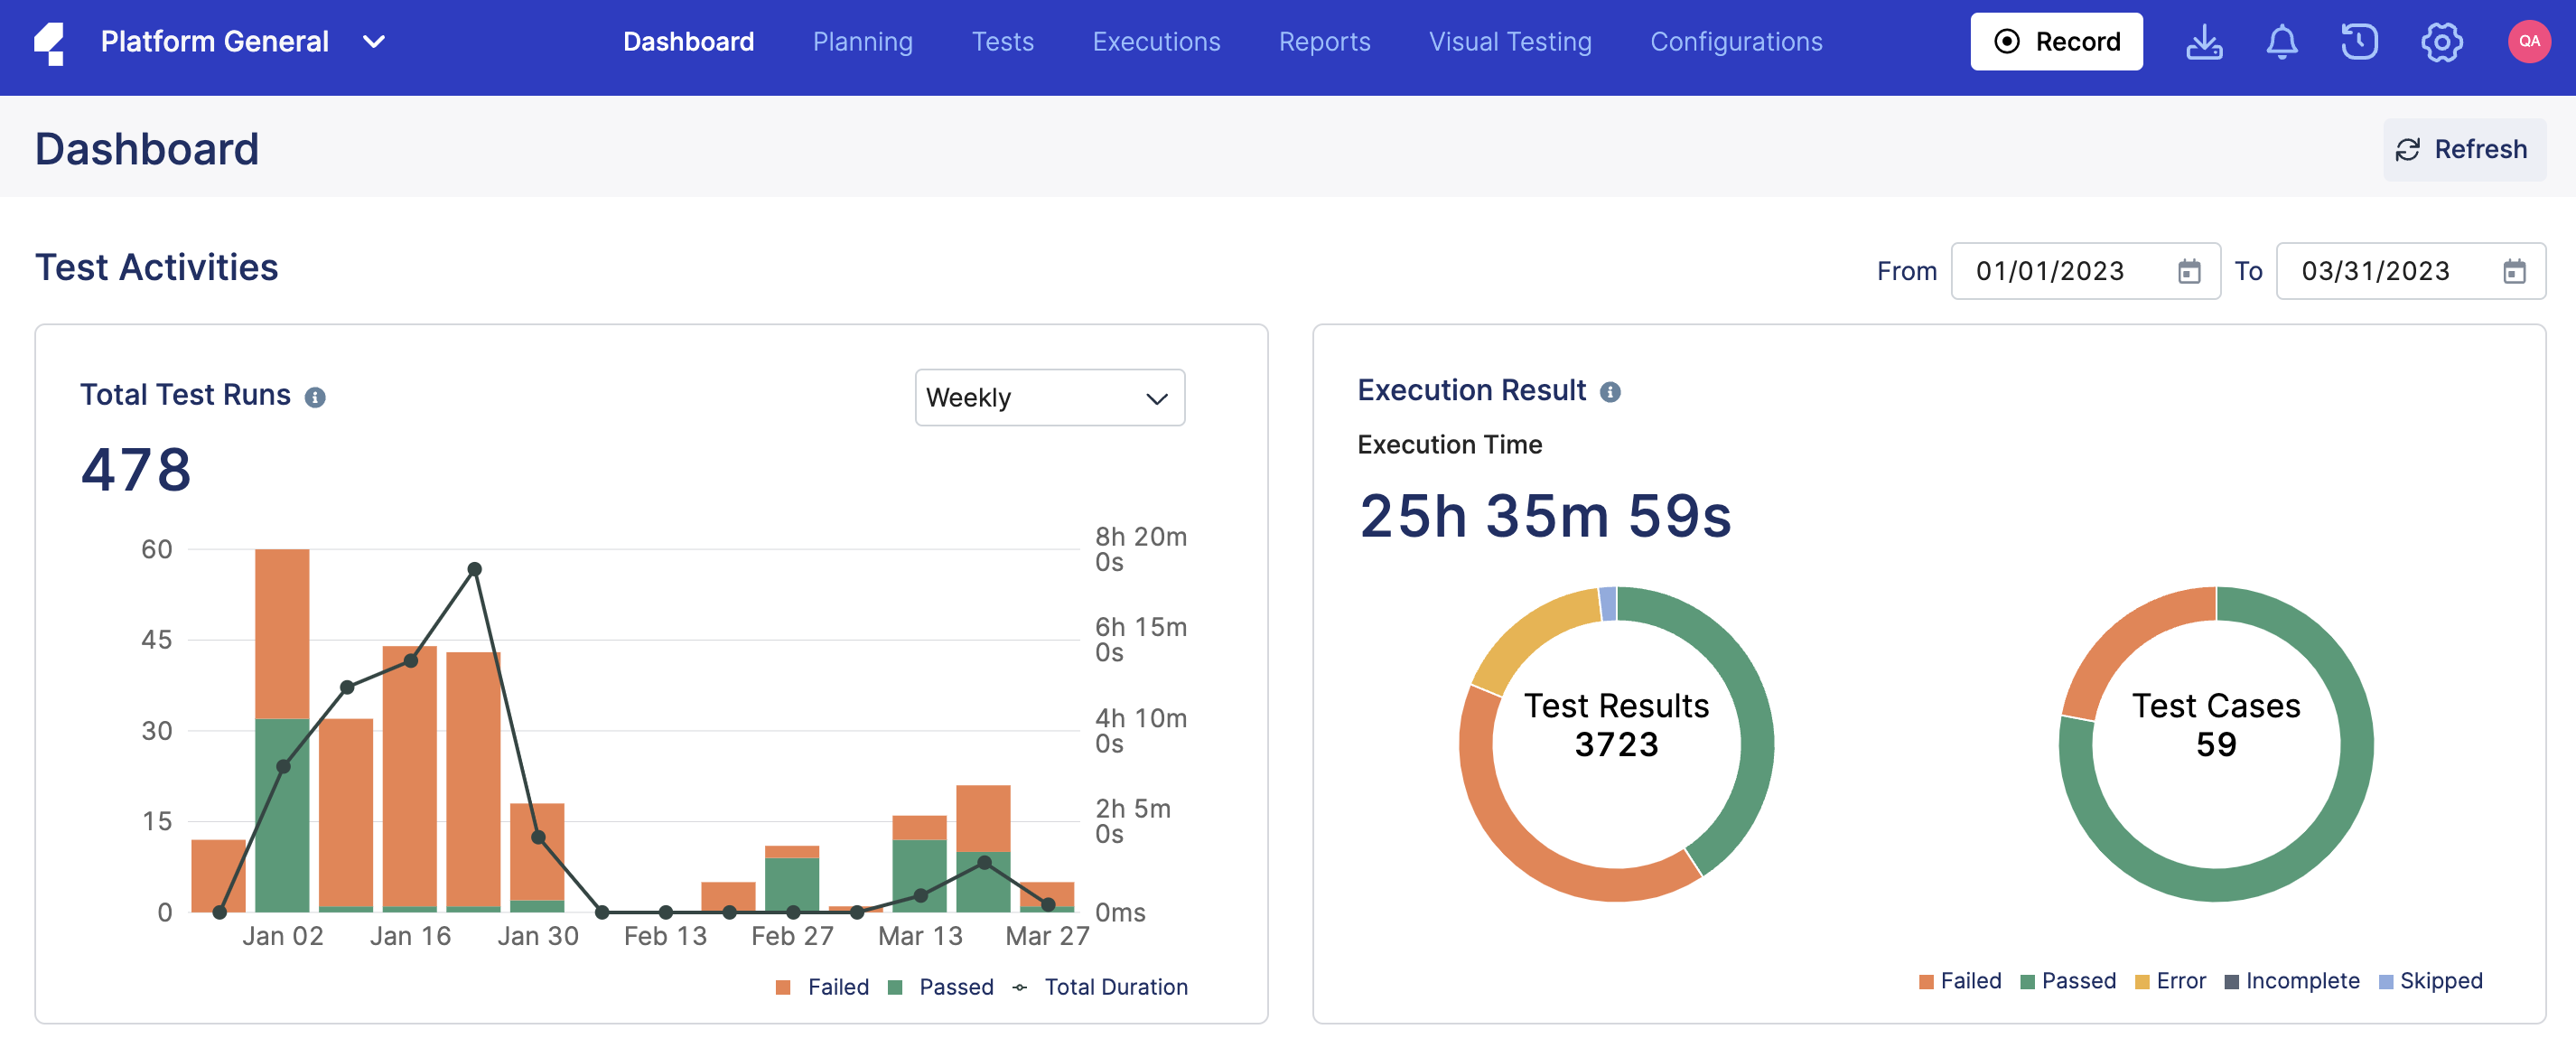 Platform General
Dashboard Planning Tests Executions Reports Visual Testing Configurations
Record
QA
Dashboard
Refresh
Test Activities
From 01/01/2023 To 03/31/2023
Total Test Runs
Weekly
478
60
45
30
15
0
8h 20m
0s
6h 15m
0s
4h 10m
0s
2h 5m
0s
0ms
Jan 02 Jan 16 Jan 30 Feb 13 Feb 27 Mar 13 Mar 27
Failed Passed Total Duration
Execution Result
Execution Time
25h 35m 59s
Test Results
3723
Test Cases
59
Failed Passed Error Incomplete Skipped